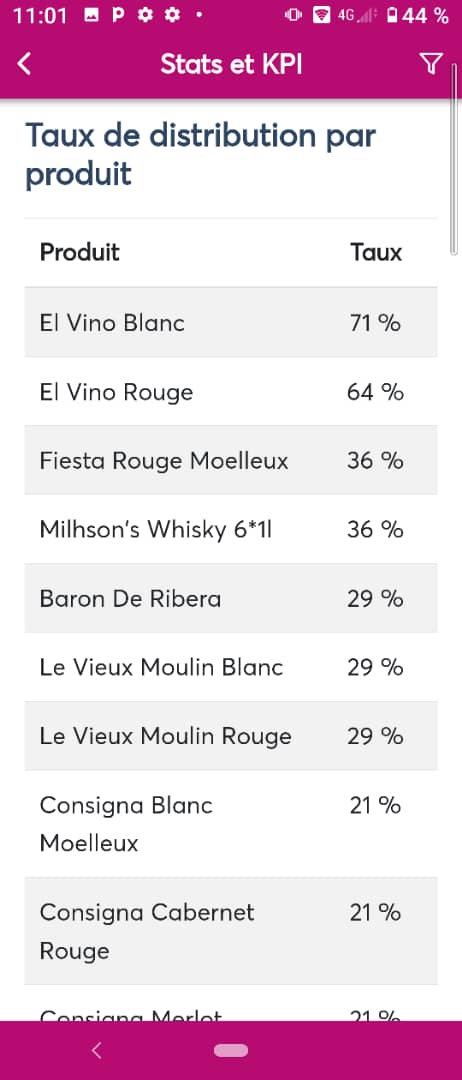 11:01 P 4G 44 %
Stats et KPI
Taux de distribution par
produit
Produit Taux
El Vino Blanc 71 %
El Vino Rouge 64 %
Fiesta Rouge Moelleux 36 %
Milhson's Whisky 6*1l 36 %
Baron De Ribera 29 %
Le Vieux Moulin Blanc 29 %
Le Vieux Moulin Rouge 29 %
Consigna Blanc 21 %
Moelleux
Consigna Cabernet 21 %
Rouge
Consigna Merlot 21 %